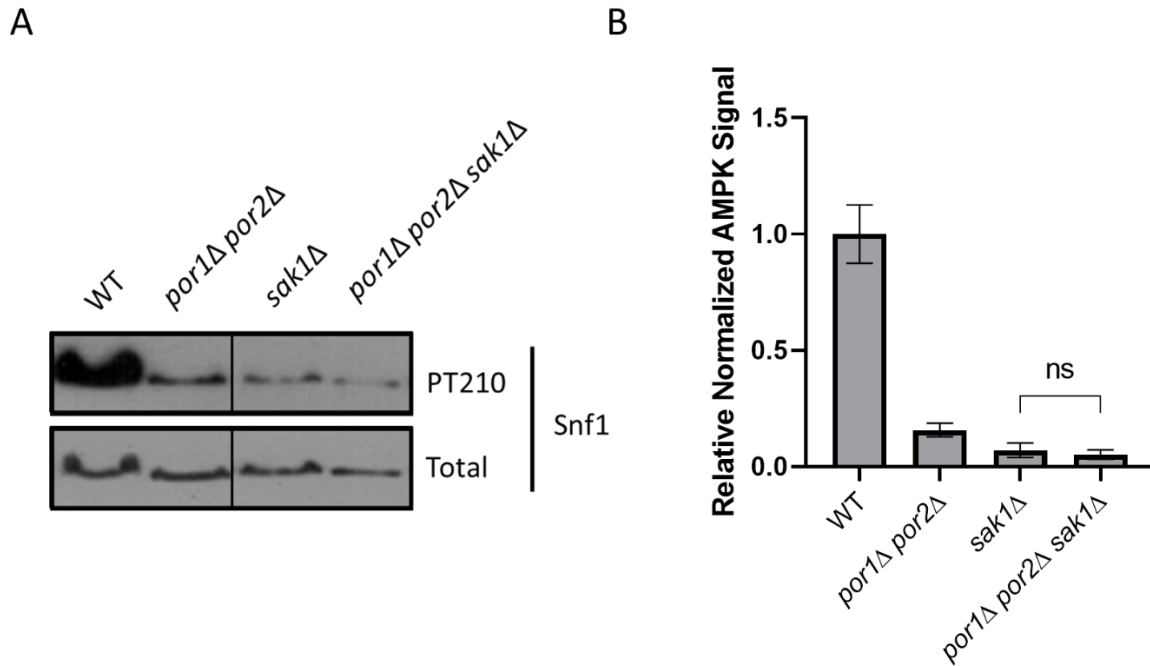 A
WT
por1Δ por2Δ
sak1Δ
por1Δ por2Δ sak1Δ
PT210
Total
Snf1
B
Relative Normalized AMPK Signal
1.5
1.0
0.5
0.0
ns
WT
por1Δ por2Δ
sak1Δ
por1Δ por2Δ sak1Δ